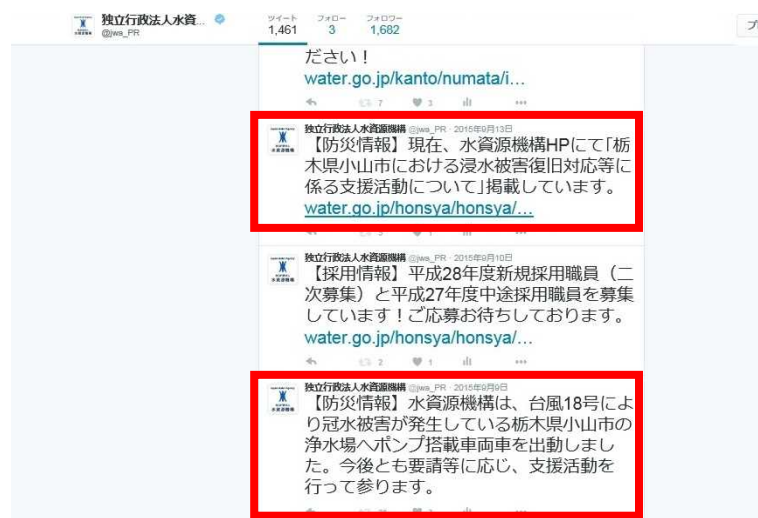 独立行政法人水資...
@jwa_PR
ツイート
1,461
フォロー
3
フォロワー
1,682
プ
ださい！
water.go.jp/kanto/numata/i…
7
3
独立行政法人水資源機構 @jwa_PR · 2015年9月13日
【防災情報】現在、水資源機構HPにて｢栃
木県小山市における浸水被害復旧対応等に
係る支援活動について｣掲載しています。
water.go.jp/honsya/honsya/…
独立行政法人水資源機構 @jwa_PR · 2015年9月10日
【採用情報】平成28年度新規採用職員（二
次募集）と平成27年度中途採用職員を募集
しています！ご応募お待ちしております。
water.go.jp/honsya/honsya/…
2
1
独立行政法人水資源機構 @jwa_PR · 2015年9月9日
【防災情報】水資源機構は、台風18号によ
り冠水被害が発生している栃木県小山市の
浄水場へポンプ搭載車両車を出動しまし
た。今後とも要請等に応じ、支援活動を
行って参ります。